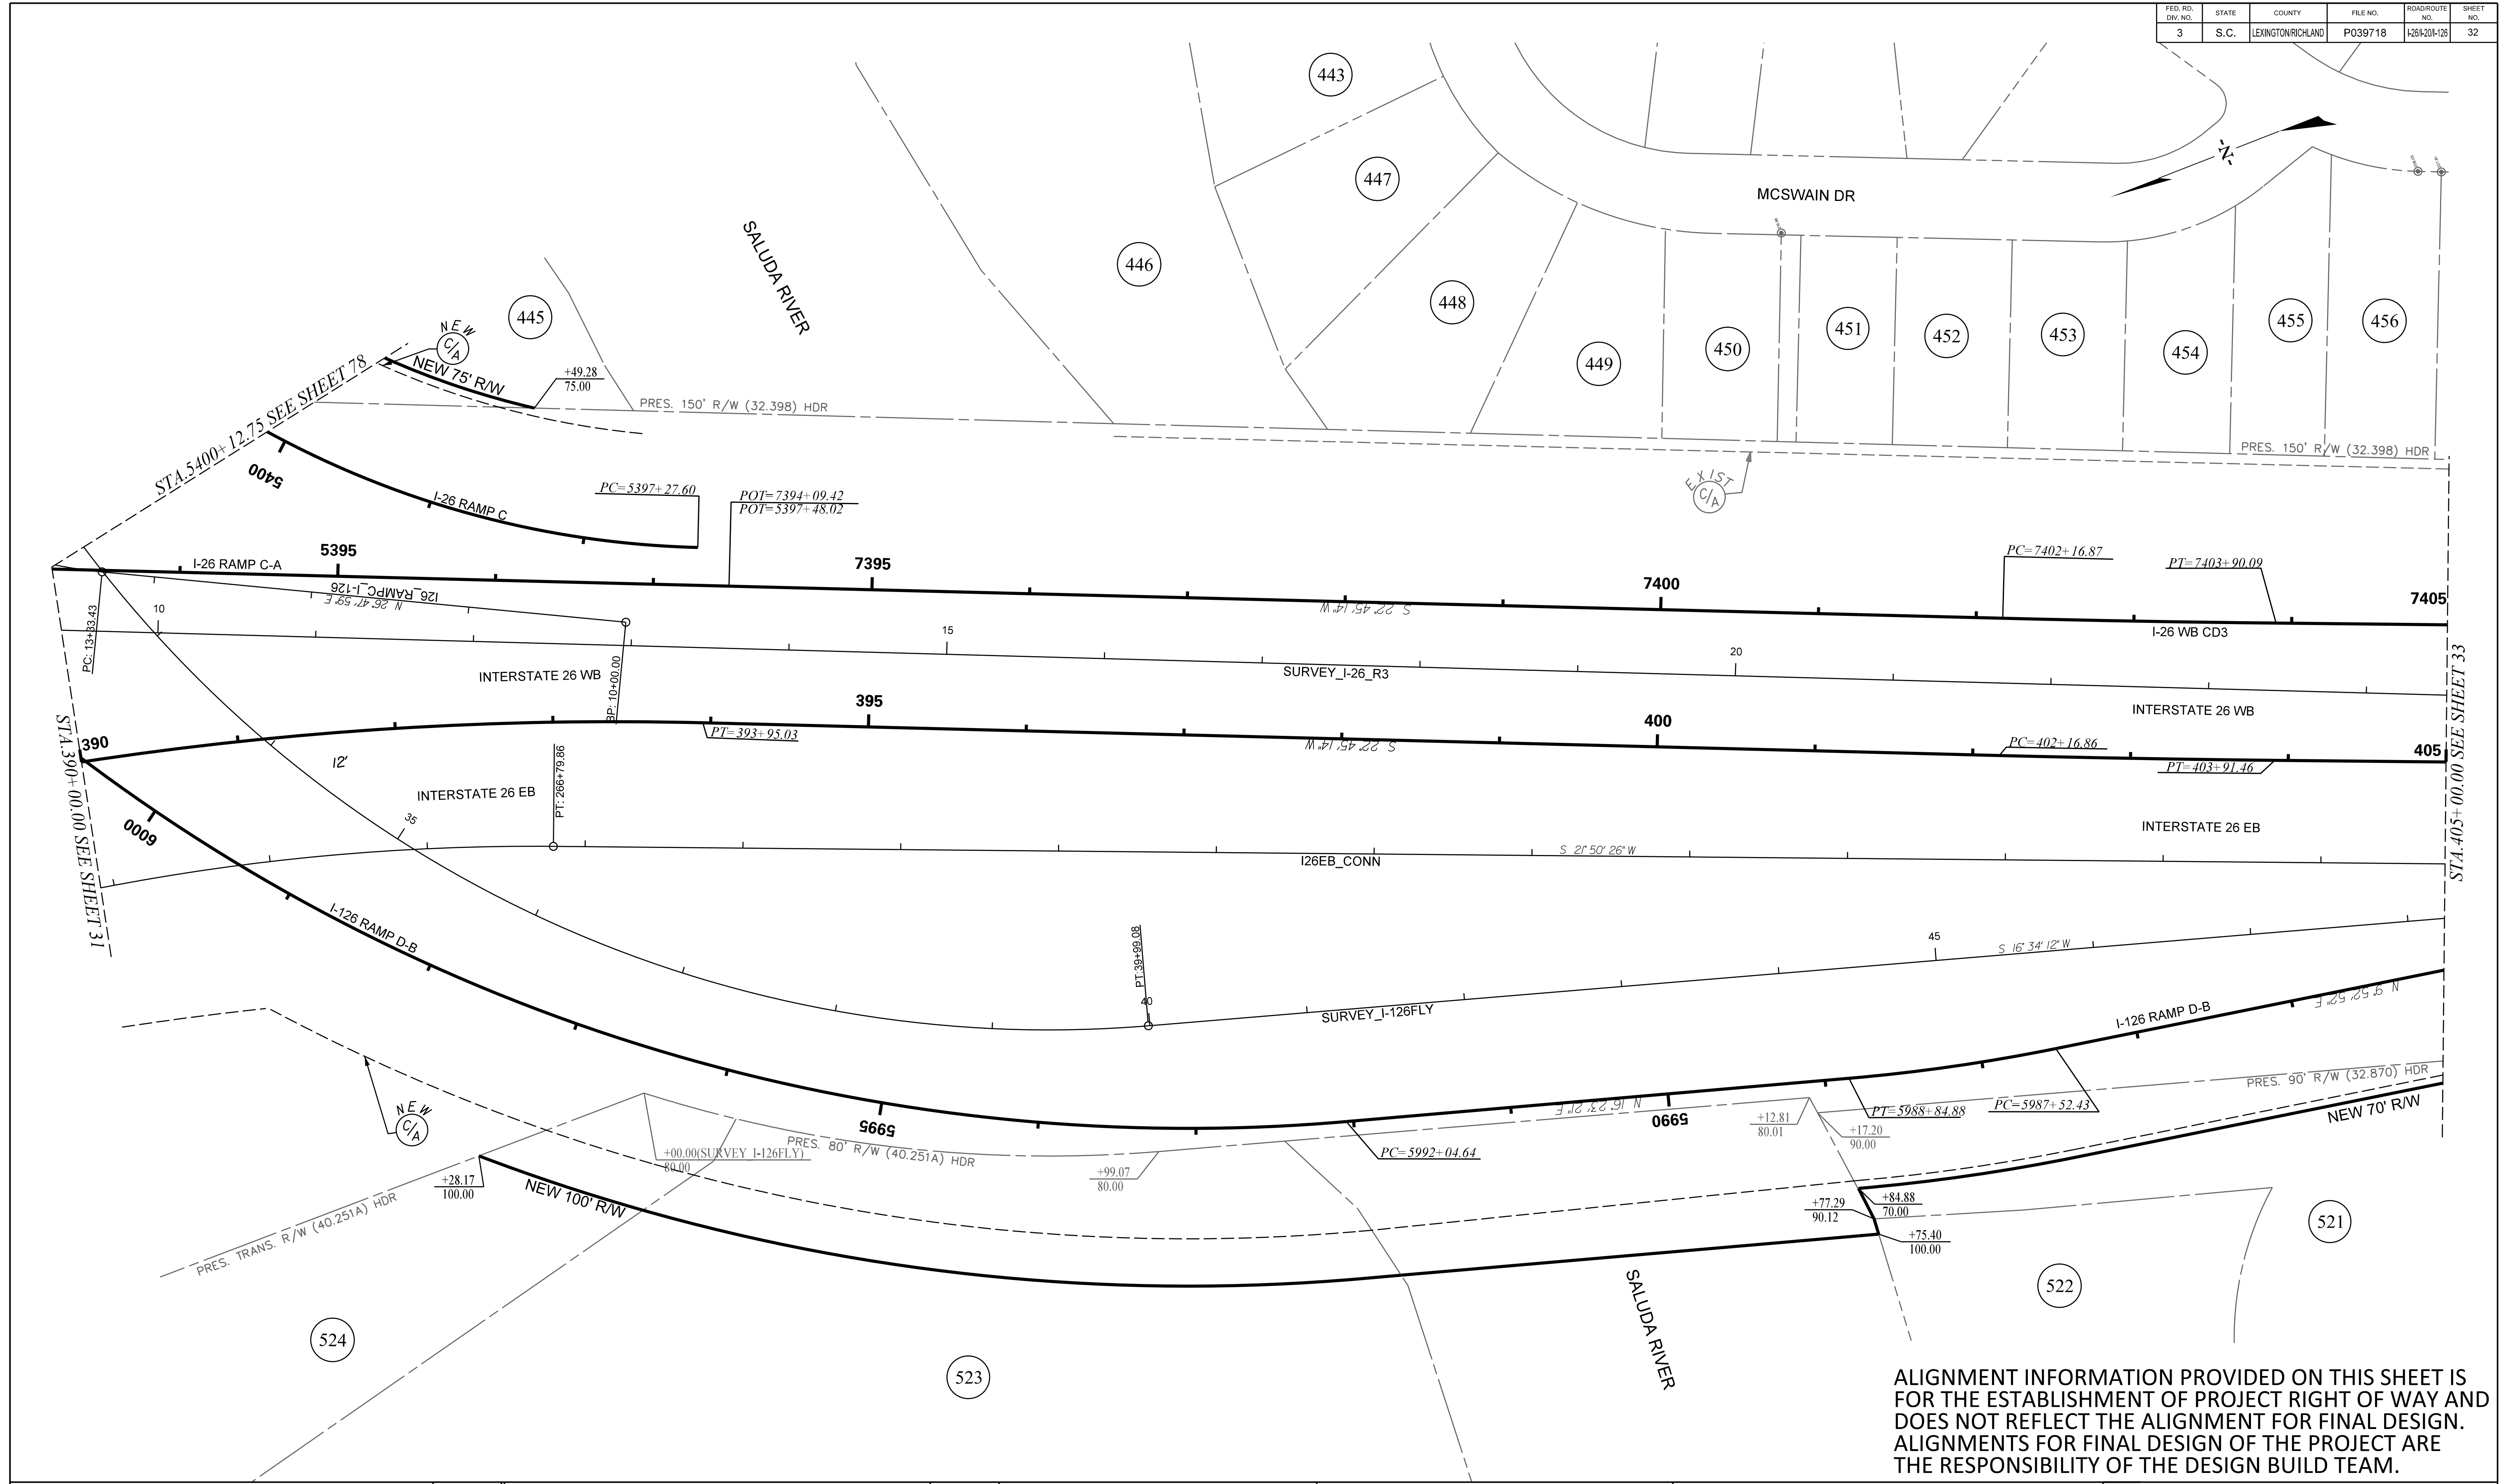 FED. RD. DIV. NO.
STATE
COUNTY
FILE NO.
ROAD/ROUTE NO.
SHEET NO.
3
S.C.
LEXINGTON/RICHLAND
P039718
I-26/I-20/I-126
32
443
447
446
448
449
450
451
452
453
454
455
456
445
MCSWAIN DR
-N-
SALUDA RIVER
NEW
C/A
NEW 75' R/W
+49.28
75.00
STA.5400+12.75 SEE SHEET 78
PRES. 150' R/W (32.398) HDR
PRES. 150' R/W (32.398) HDR
EXIST
C/A
5400
I-26 RAMP C
PC=5397+27.60
POT=7394+09.42
POT=5397+48.02
5395
I-26 RAMP C-A
7395
7400
PC=7402+16.87
PT=7403+90.09
7405
I-26 WB CD3
I26_RAMPC_I-126
N 26° 47' 59" E
S 22° 45' 14" W
PC: 13+33.43
10
15
20
SURVEY_I-26_R3
INTERSTATE 26 WB
INTERSTATE 26 WB
BP: 10+00.00
STA.390+00.00 SEE SHEET 31
STA.405+00.00 SEE SHEET 33
390
395
400
405
PT=393+95.03
S 22° 45' 14" W
PC=402+16.86
PT=403+91.46
12'
INTERSTATE 26 EB
INTERSTATE 26 EB
PT: 266+79.86
6000
35
I26EB_CONN
S 21° 50' 26" W
I-126 RAMP D-B
PT:39+99.08
40
45
S 16° 34' 12" W
SURVEY_I-126FLY
N 9° 52' 52" E
I-126 RAMP D-B
PRES. 90' R/W (32.870) HDR
NEW 70' R/W
NEW
C/A
5995
5990
N 16° 23' 21" E
PT=5988+84.88
PC=5987+52.43
PC=5992+04.64
+12.81
80.01
+17.20
90.00
+00.00(SURVEY_I-126FLY)
80.00
PRES. 80' R/W (40.251A) HDR
+99.07
80.00
+28.17
100.00
NEW 100' R/W
PRES. TRANS. R/W (40.251A) HDR
+77.29
90.12
+84.88
70.00
+75.40
100.00
521
522
523
524
SALUDA RIVER
ALIGNMENT INFORMATION PROVIDED ON THIS SHEET IS
FOR THE ESTABLISHMENT OF PROJECT RIGHT OF WAY AND
DOES NOT REFLECT THE ALIGNMENT FOR FINAL DESIGN.
ALIGNMENTS FOR FINAL DESIGN OF THE PROJECT ARE
THE RESPONSIBILITY OF THE DESIGN BUILD TEAM.